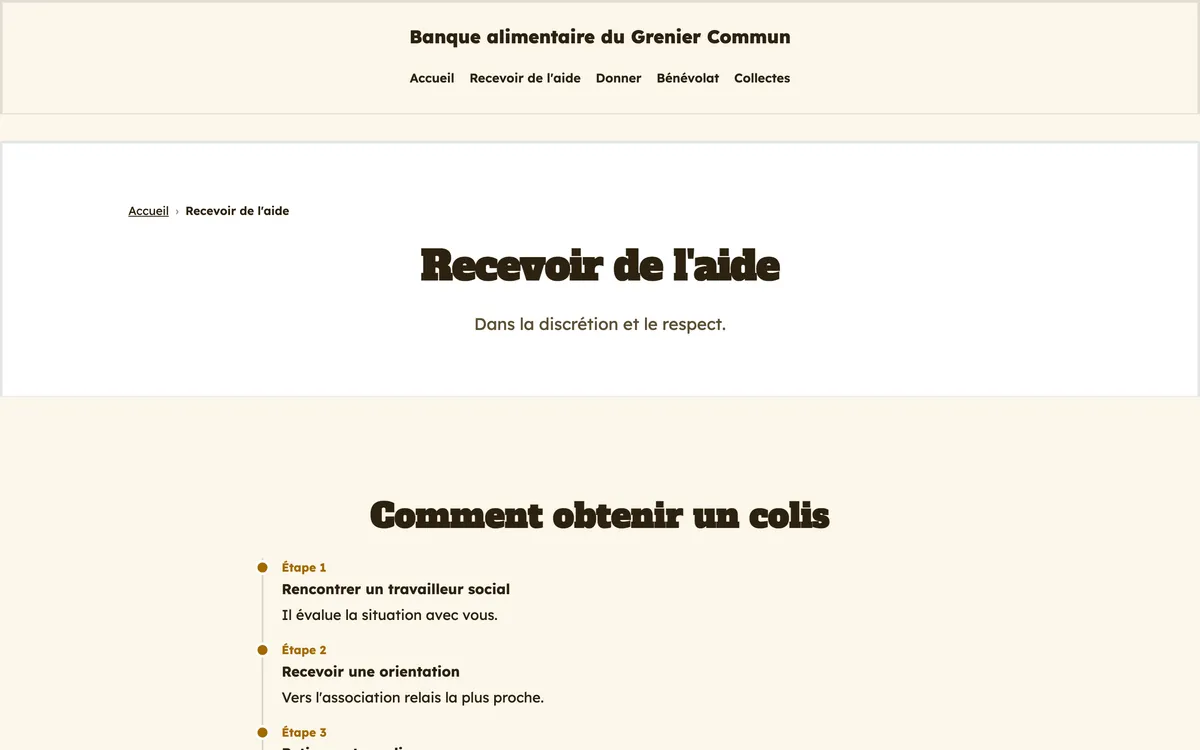 Banque alimentaire du Grenier Commun
Accueil Recevoir de l'aide Donner Bénévolat Collectes
Accueil › Recevoir de l'aide
Recevoir de l'aide
Dans la discrétion et le respect.
Comment obtenir un colis
Étape 1
Rencontrer un travailleur social
Il évalue la situation avec vous.
Étape 2
Recevoir une orientation
Vers l'association relais la plus proche.
Étape 3